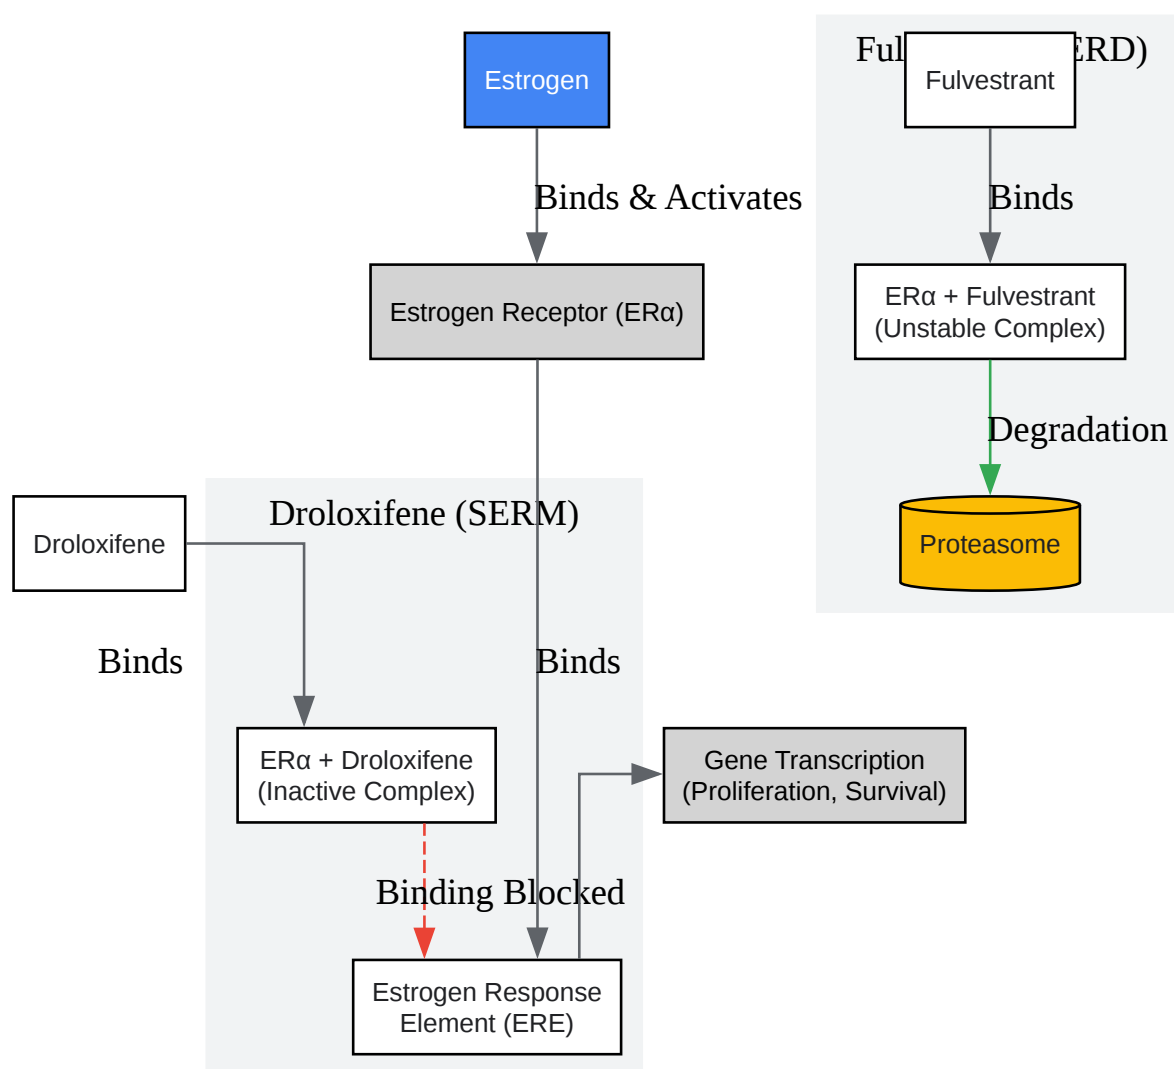 Estrogen
Fulvestrant
ERD)
Binds & Activates
Binds
Estrogen Receptor (ERα)
ERα + Fulvestrant
(Unstable Complex)
Degradation
Droloxifene (SERM)
Droloxifene
Proteasome
Binds
Binds
ERα + Droloxifene
(Inactive Complex)
Gene Transcription
(Proliferation, Survival)
Binding Blocked
Estrogen Response
Element (ERE)